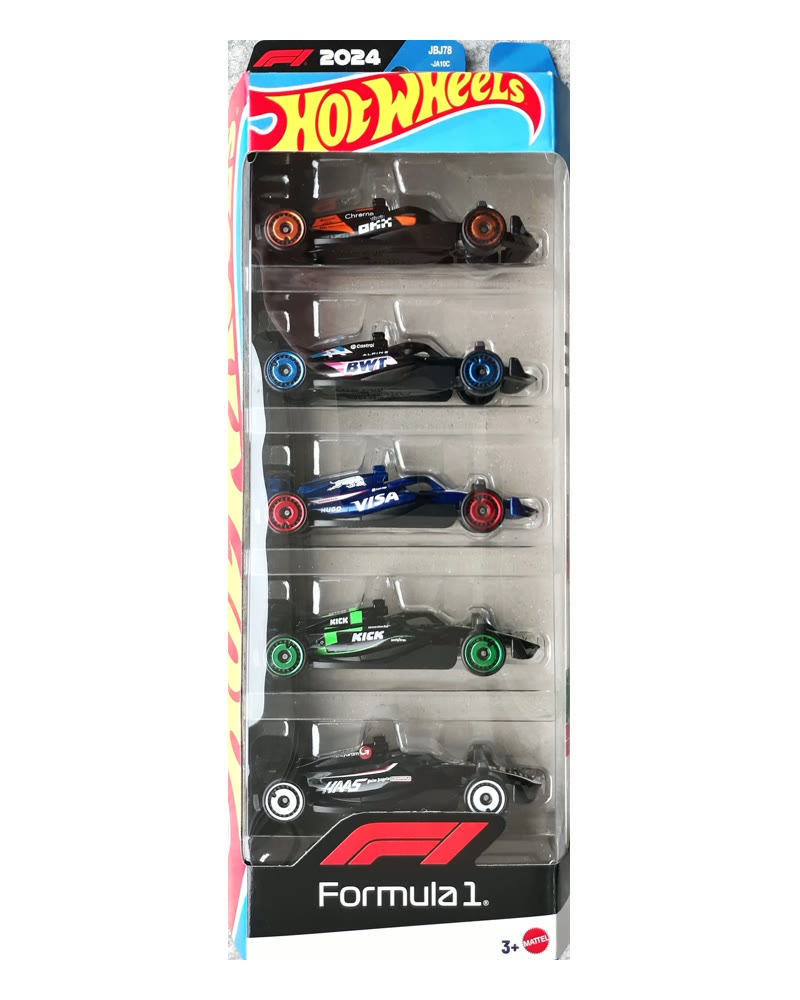 F1 2024
JBJ78
-JA10C
Hot Wheels
Chrome
OKX
Castrol
ALPINE
BWT
HUGO
VISA
KICK
KICK
HAAS
F1
Formula 1®
3+
MATTEL